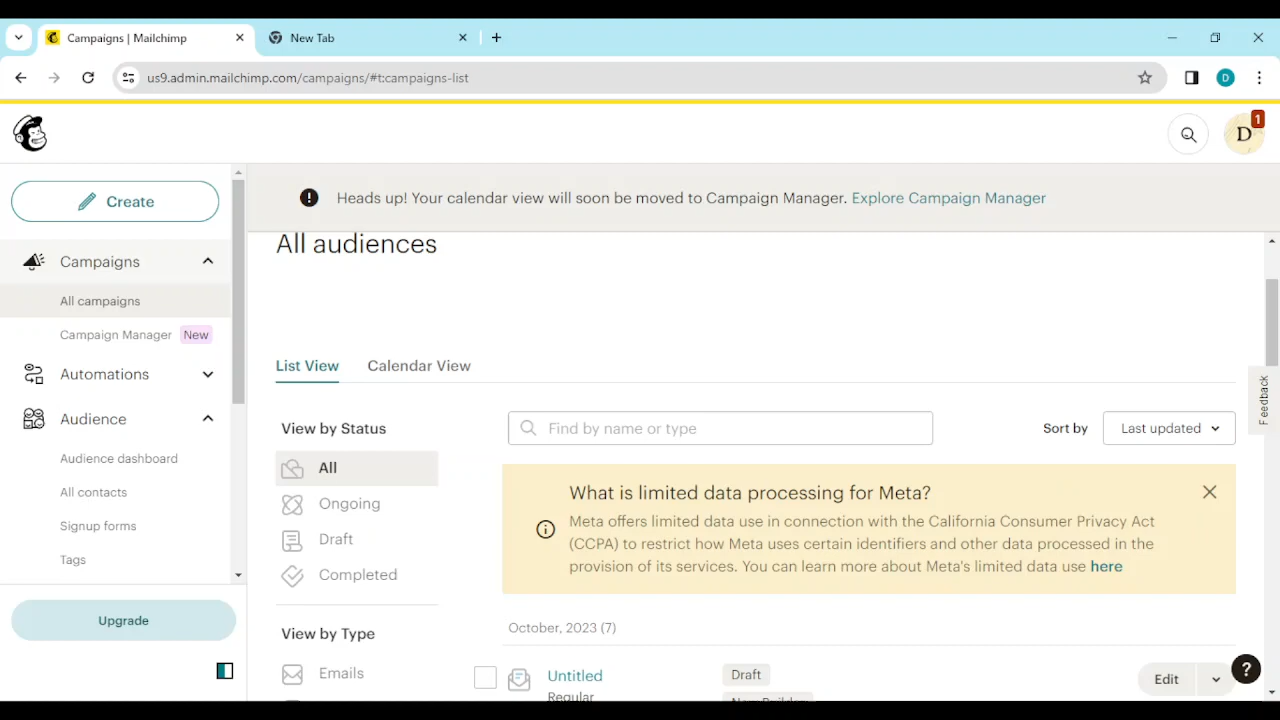 Campaigns | Mailchimp
New Tab
us9.admin.mailchimp.com/campaigns/#t:campaigns-list
D
D
1
Create
Heads up! Your calendar view will soon be moved to Campaign Manager. Explore Campaign Manager
All audiences
Campaigns
All campaigns
Campaign Manager New
Automations
Audience
Audience dashboard
All contacts
Signup forms
Tags
Upgrade
List View
Calendar View
View by Status
All
Ongoing
Draft
Completed
View by Type
Emails
Find by name or type
Sort by
Last updated
What is limited data processing for Meta?
Meta offers limited data use in connection with the California Consumer Privacy Act
(CCPA) to restrict how Meta uses certain identifiers and other data processed in the
provision of its services. You can learn more about Meta's limited data use here
October, 2023 (7)
Untitled
Regular
Draft
Edit
?
Feedback